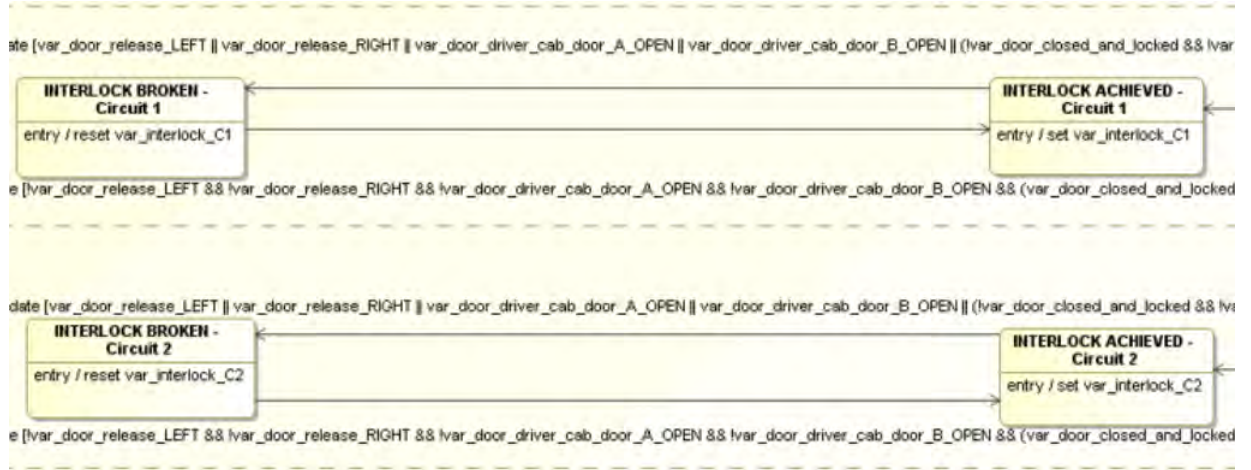 ate [var_door_release_LEFT || var_door_release_RIGHT || var_door_driver_cab_door_A_OPEN || var_door_driver_cab_door_B_OPEN || (!var_door_closed_and_locked && !var
INTERLOCK BROKEN -
Circuit 1
entry / reset var_interlock_C1
INTERLOCK ACHIEVED -
Circuit 1
entry / set var_interlock_C1
e [!var_door_release_LEFT && !var_door_release_RIGHT && !var_door_driver_cab_door_A_OPEN && !var_door_driver_cab_door_B_OPEN && (var_door_closed_and_locked
date [var_door_release_LEFT || var_door_release_RIGHT || var_door_driver_cab_door_A_OPEN || var_door_driver_cab_door_B_OPEN || (!var_door_closed_and_locked && !va
INTERLOCK BROKEN -
Circuit 2
entry / reset var_interlock_C2
INTERLOCK ACHIEVED -
Circuit 2
entry / set var_interlock_C2
e [!var_door_release_LEFT && !var_door_release_RIGHT && !var_door_driver_cab_door_A_OPEN && !var_door_driver_cab_door_B_OPEN && (var_door_closed_and_locked